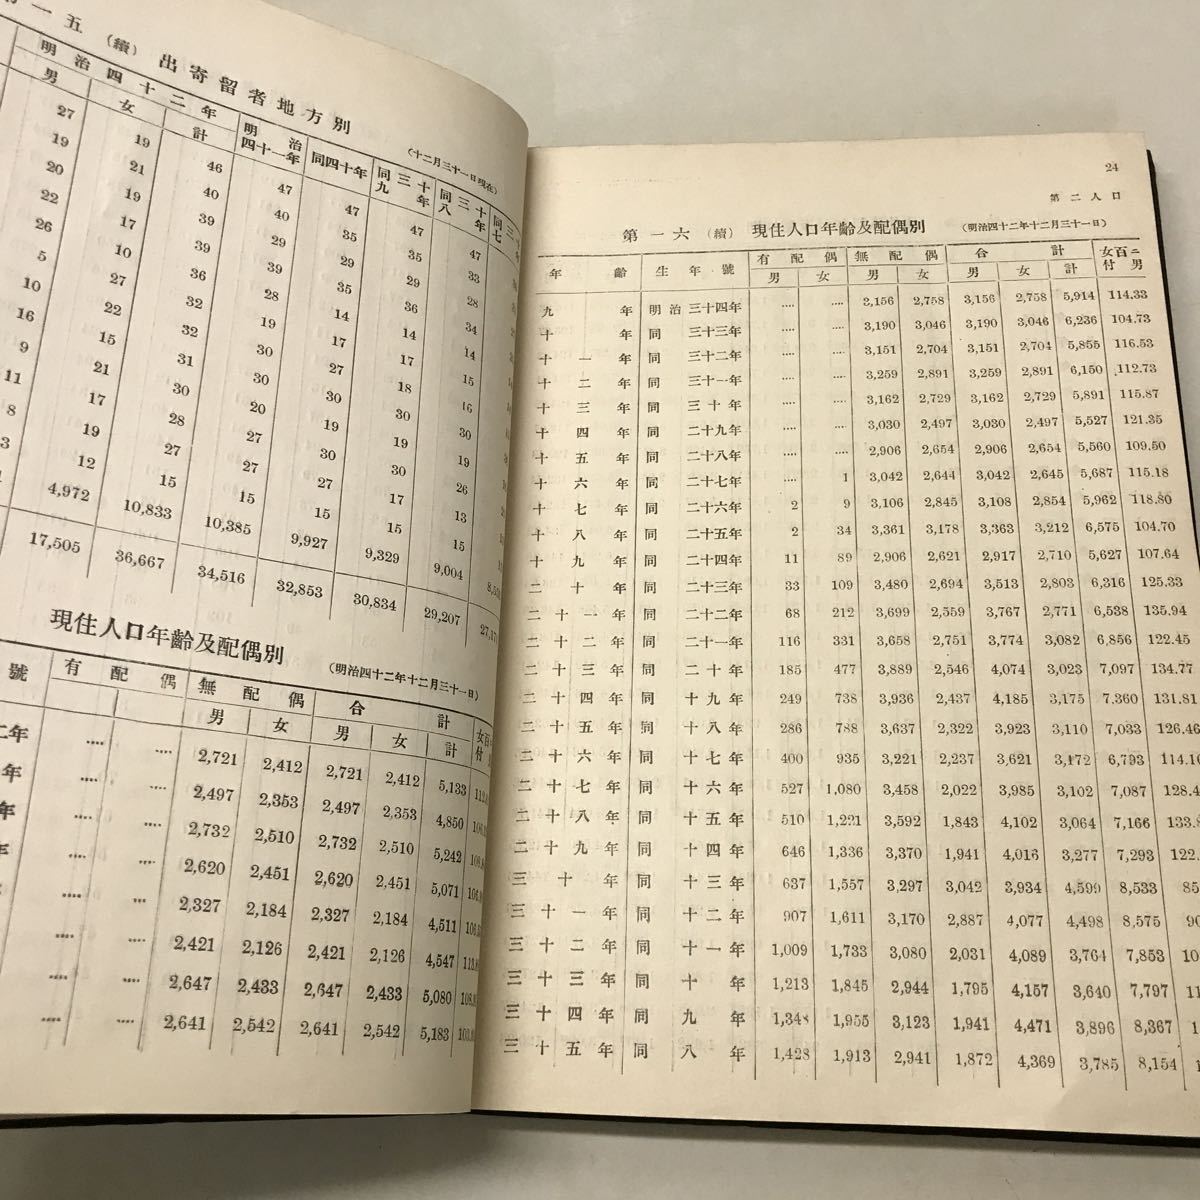 一五 (續) 出寄留者地方別
(十二月三十一日現在)
明治四十二年 明治四十一年 同四十年 同三十九年 同三十八年
男 女 計
27 19 46 47 47 47 47
19 21 40 40 35 35 33
20 19 39 29 29 29 28
22 17 39 28 35 36 34
26 10 36 19 14 14 14
5 27 32 30 17 17 15
10 22 32 30 27 18 16
16 15 31 20 19 30 30
9 21 30 27 30 19 19
11 17 28 27 27 30 26
8 19 27 15 15 17 13
12 15 15 15 15
4,972 10,833 10,385 9,927 9,329 9,004
17,505 36,667 34,516 32,853 30,834 29,207
現住人口年齡及配偶別
(明治四十二年十二月三十一日)
號 有配偶 無配偶 合計
男 女 男 女 計
年 .... .... 2,721 2,412 2,721 2,412 5,133
年 .... .... 2,497 2,353 2,497 2,353 4,850
年 .... .... 2,732 2,510 2,732 2,510 5,242
年 .... .... 2,620 2,451 2,620 2,451 5,071
.... .... 2,327 2,184 2,327 2,184 4,511
.... .... 2,421 2,126 2,421 2,126 4,547
.... .... 2,647 2,433 2,647 2,433 5,080
.... .... 2,641 2,542 2,641 2,542 5,183
24
第二人口
第一六 (續) 現住人口年齡及配偶別 (明治四十二年十二月三十一日)
年齡 生年號 有配偶 無配偶 合計 女百ニ付男
男 女 男 女 男 女 計
九年 明治三十四年 .... .... 3,156 2,758 3,156 2,758 5,914 114.33
十年 同三十三年 .... .... 3,190 3,046 3,190 3,046 6,236 104.73
十一年 同三十二年 .... .... 3,151 2,704 3,151 2,704 5,855 116.53
十二年 同三十一年 .... .... 3,259 2,891 3,259 2,891 6,150 112.73
十三年 同三十年 .... .... 3,162 2,729 3,162 2,729 5,891 115.87
十四年 同二十九年 .... .... 3,030 2,497 3,030 2,497 5,527 121.35
十五年 同二十八年 .... .... 2,906 2,654 2,906 2,654 5,560 109.50
十六年 同二十七年 .... 1 3,042 2,644 3,042 2,645 5,687 115.18
十七年 同二十六年 2 9 3,106 2,845 3,108 2,854 5,962 118.80
十八年 同二十五年 2 34 3,361 3,178 3,363 3,212 6,575 104.70
十九年 同二十四年 11 89 2,906 2,621 2,917 2,710 5,627 107.64
二十年 同二十三年 33 109 3,480 2,694 3,513 2,803 6,316 125.33
二十一年 同二十二年 68 212 3,699 2,559 3,767 2,771 6,538 135.94
二十二年 同二十一年 116 331 3,658 2,751 3,774 3,082 6,856 122.45
二十三年 同二十年 185 477 3,889 2,546 4,074 3,023 7,097 134.77
二十四年 同十九年 249 738 3,936 2,437 4,185 3,175 7,360 131.81
二十五年 同十八年 286 788 3,637 2,322 3,923 3,110 7,033 126.46
二十六年 同十七年 400 935 3,221 2,237 3,621 3,172 6,793 114.16
二十七年 同十六年 527 1,080 3,458 2,022 3,985 3,102 7,087 128.4
二十八年 同十五年 510 1,221 3,592 1,843 4,102 3,064 7,166 133.8
二十九年 同十四年 646 1,336 3,370 1,941 4,016 3,277 7,293 122.
三十年 同十三年 637 1,557 3,297 3,042 3,934 4,599 8,533 85
三十一年 同十二年 907 1,611 3,170 2,887 4,077 4,498 8,575 90
三十二年 同十一年 1,009 1,733 3,080 2,031 4,089 3,764 7,853 10
三十三年 同十年 1,213 1,845 2,944 1,795 4,157 3,640 7,797 11
三十四年 同九年 1,348 1,955 3,123 1,941 4,471 3,896 8,367 1
三十五年 同八年 1,428 1,913 2,941 1,872 4,369 3,785 8,154 1